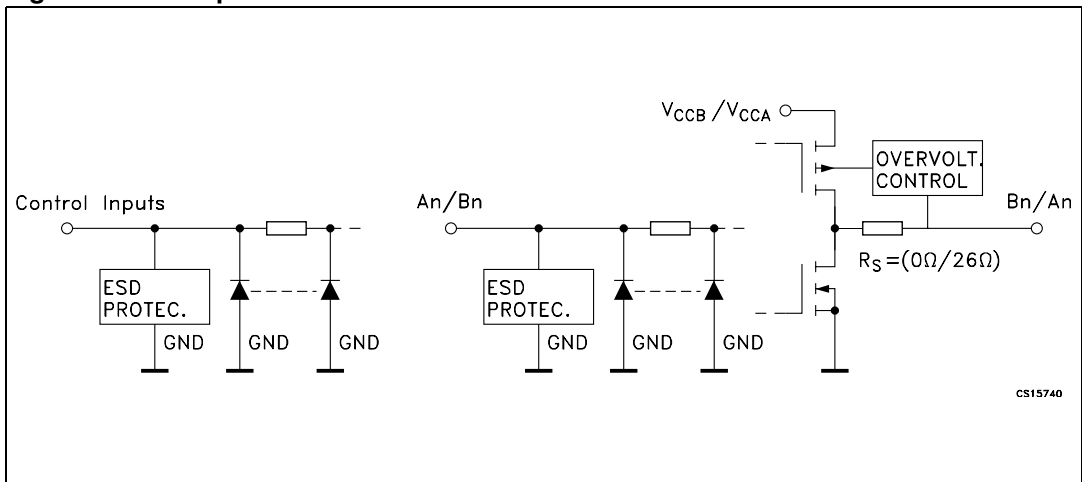 Control Inputs
ESD
PROTEC.
GND
GND
GND
An/Bn
ESD
PROTEC.
GND
GND
GND
VCCB /VCCA
OVERVOLT.
CONTROL
Bn/An
RS=(0Ω/26Ω)
CS15740